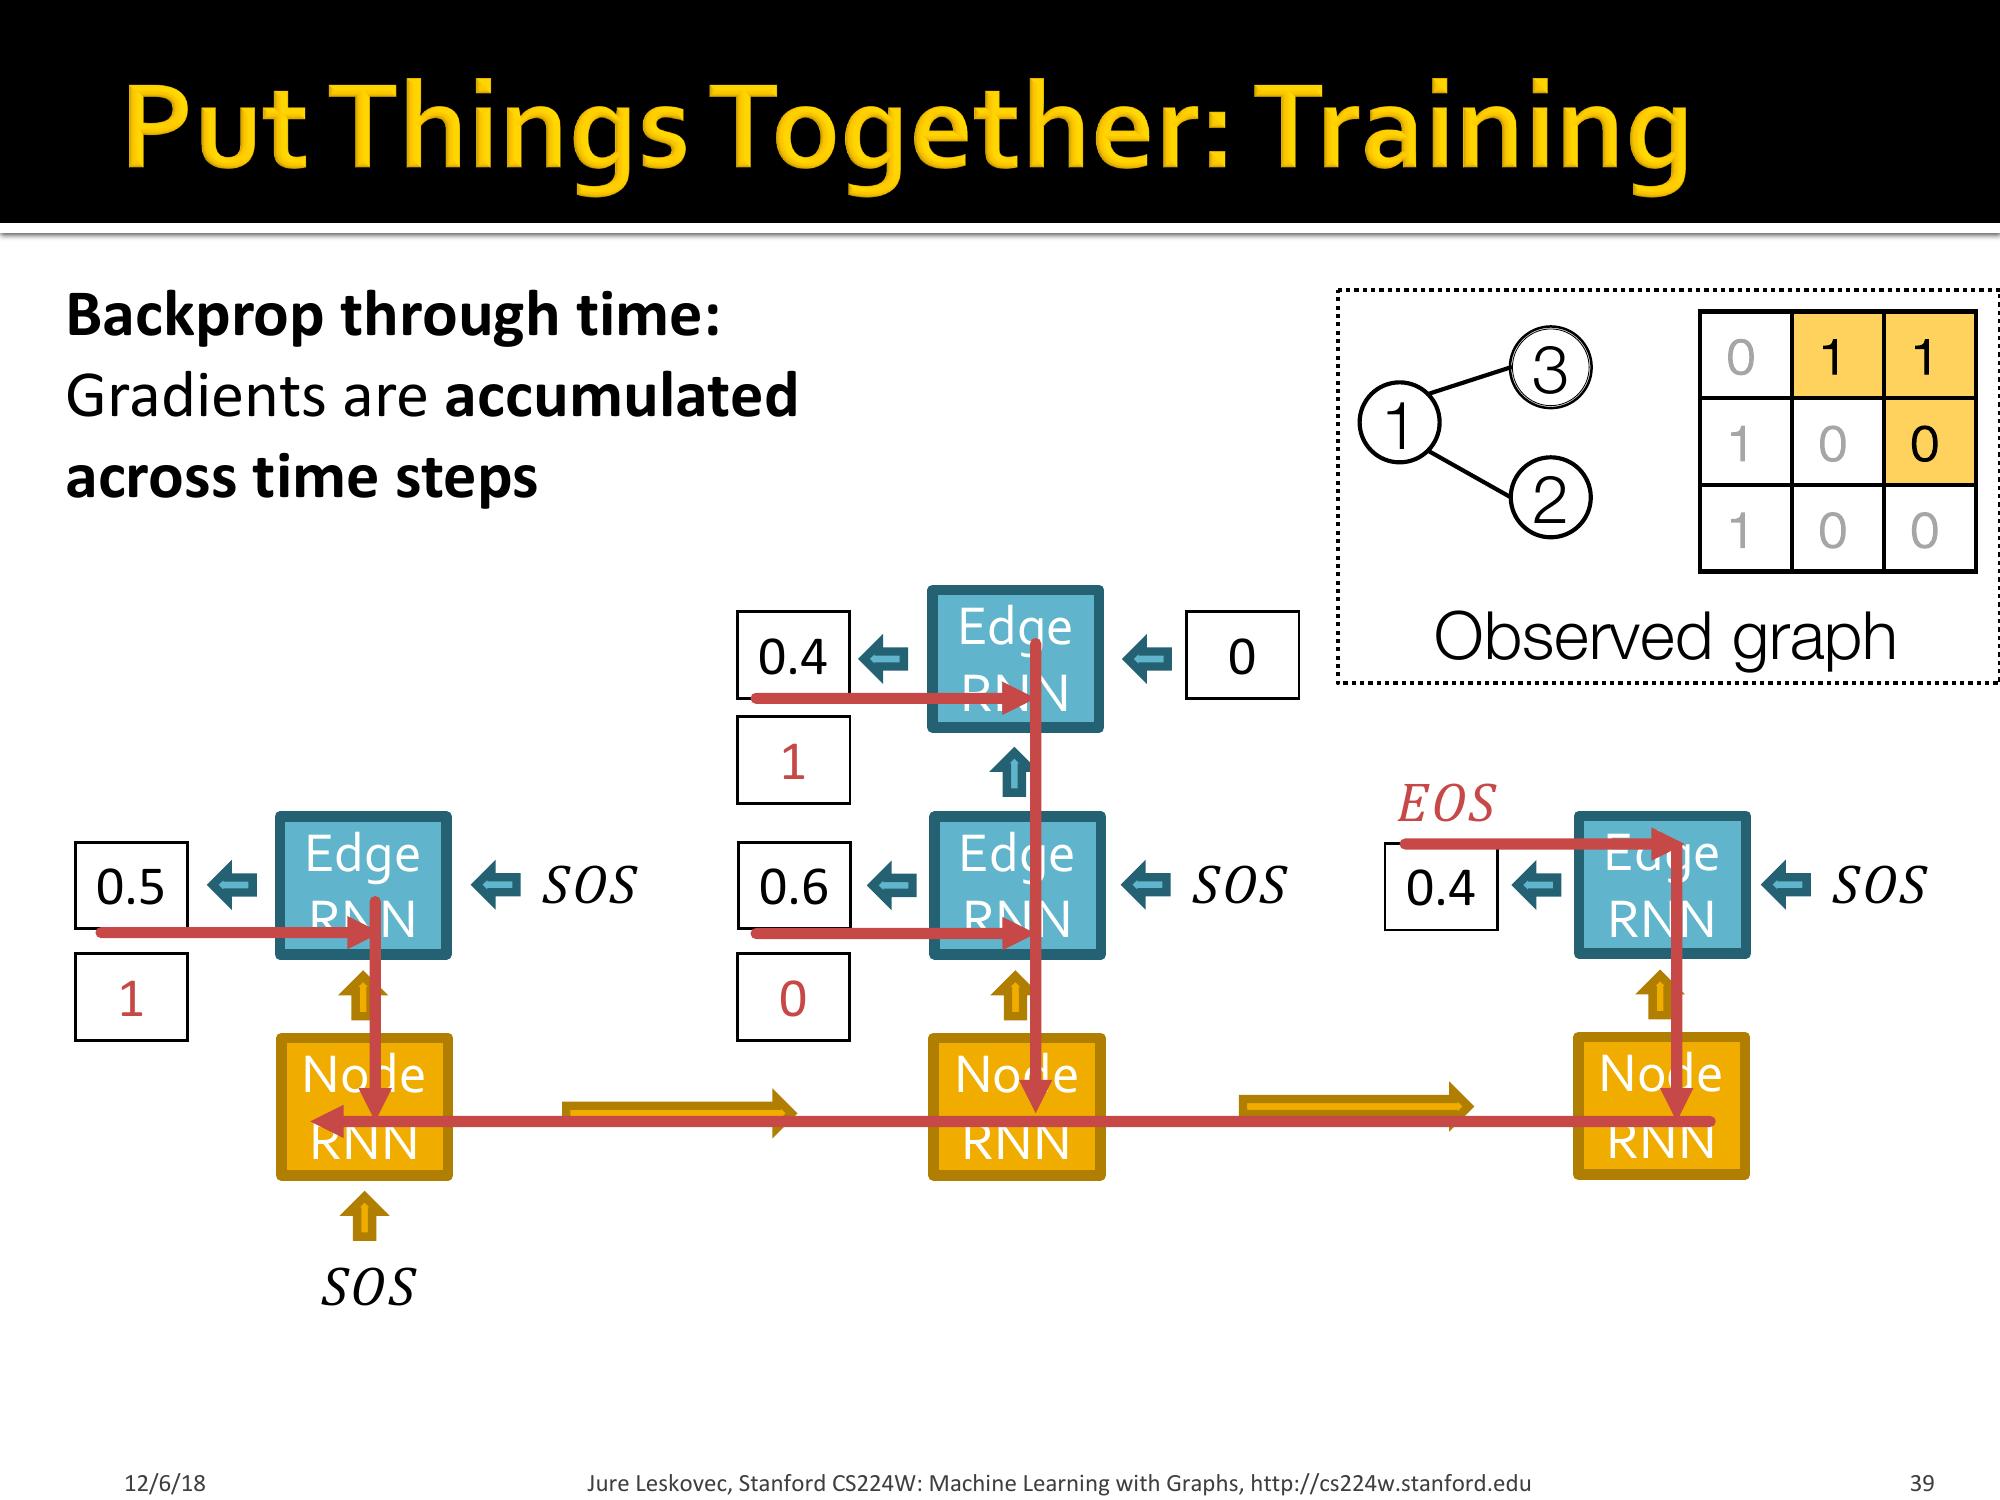 Put Things Together: Training
Backprop through time:
Gradients are accumulated
across time steps
3
1
2
0 1 1
1 0 0
1 0 0
Observed graph
0.4
Edge
RNN
0
1
EOS
0.5
Edge
RNN
SOS
0.6
Edge
RNN
SOS
0.4
Edge
RNN
SOS
1
0
Node
RNN
Node
RNN
Node
RNN
SOS
12/6/18
Jure Leskovec, Stanford CS224W: Machine Learning with Graphs, http://cs224w.stanford.edu
39